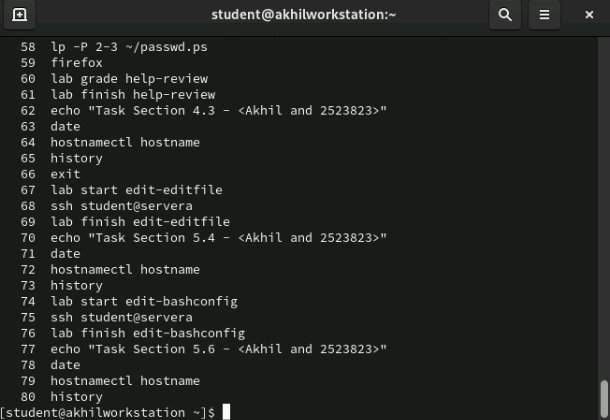 student@akhilworkstation:~
58 lp -P 2-3 ~/passwd.ps
59 firefox
60 lab grade help-review
61 lab finish help-review
62 echo "Task Section 4.3 - <Akhil and 2523823>"
63 date
64 hostnamectl hostname
65 history
66 exit
67 lab start edit-editfile
68 ssh student@servera
69 lab finish edit-editfile
70 echo "Task Section 5.4 - <Akhil and 2523823>"
71 date
72 hostnamectl hostname
73 history
74 lab start edit-bashconfig
75 ssh student@servera
76 lab finish edit-bashconfig
77 echo "Task Section 5.6 - <Akhil and 2523823>"
78 date
79 hostnamectl hostname
80 history
[student@akhilworkstation ~]$